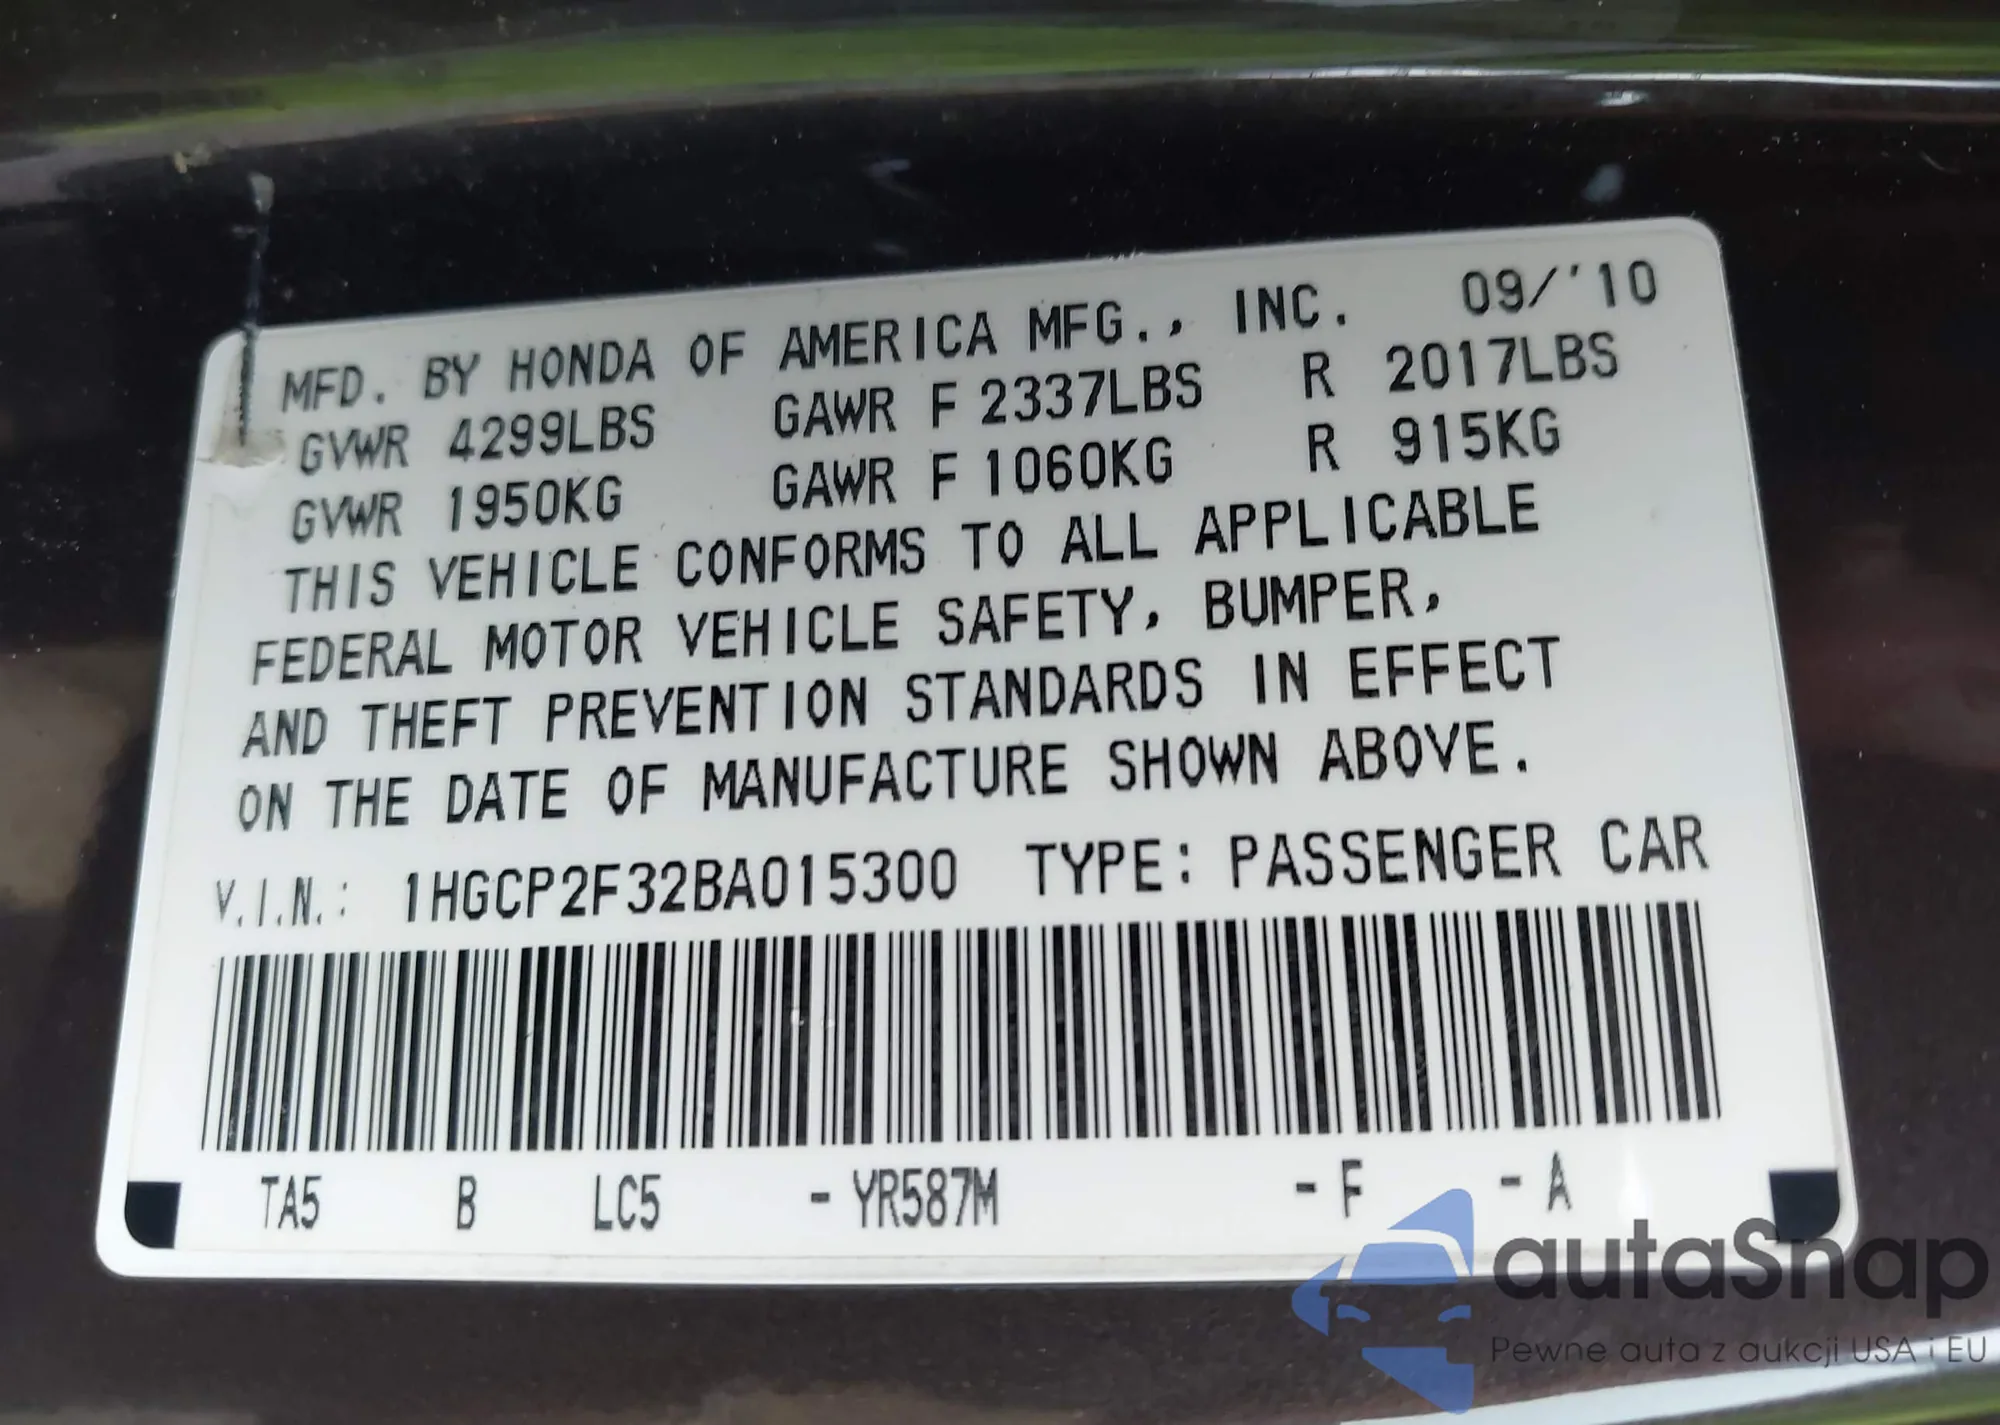 MFD. BY HONDA OF AMERICA MFG., INC. 09/'10
GVWR 4299LBS GAWR F 2337LBS R 2017LBS
GVWR 1950KG GAWR F 1060KG R 915KG
THIS VEHICLE CONFORMS TO ALL APPLICABLE
FEDERAL MOTOR VEHICLE SAFETY, BUMPER,
AND THEFT PREVENTION STANDARDS IN EFFECT
ON THE DATE OF MANUFACTURE SHOWN ABOVE.
V.I.N.: 1HGCP2F32BA015300 TYPE: PASSENGER CAR
TA5 B LC5 - YR587M - F - A
autaSnap
Pewne auta z aukcji USA i EU